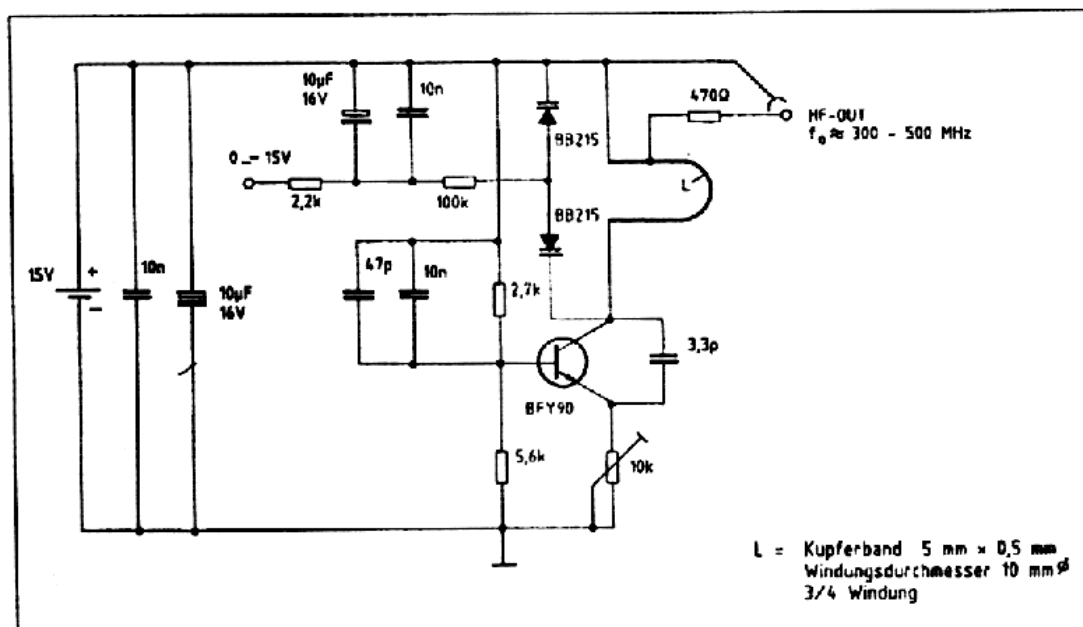 10µF
16V
10n
470Ω
HF-OUT
f₀ ≈ 300 - 500 MHz
BB215
0...-15V
L
2,2k
100k
BB215
47p
10n
15V
+
-
10n
10µF
16V
2,7k
3,3p
BFY90
5,6k
10k
L = Kupferband 5 mm × 0,5 mm
Windungsdurchmesser 10 mm ø
3/4 Windung